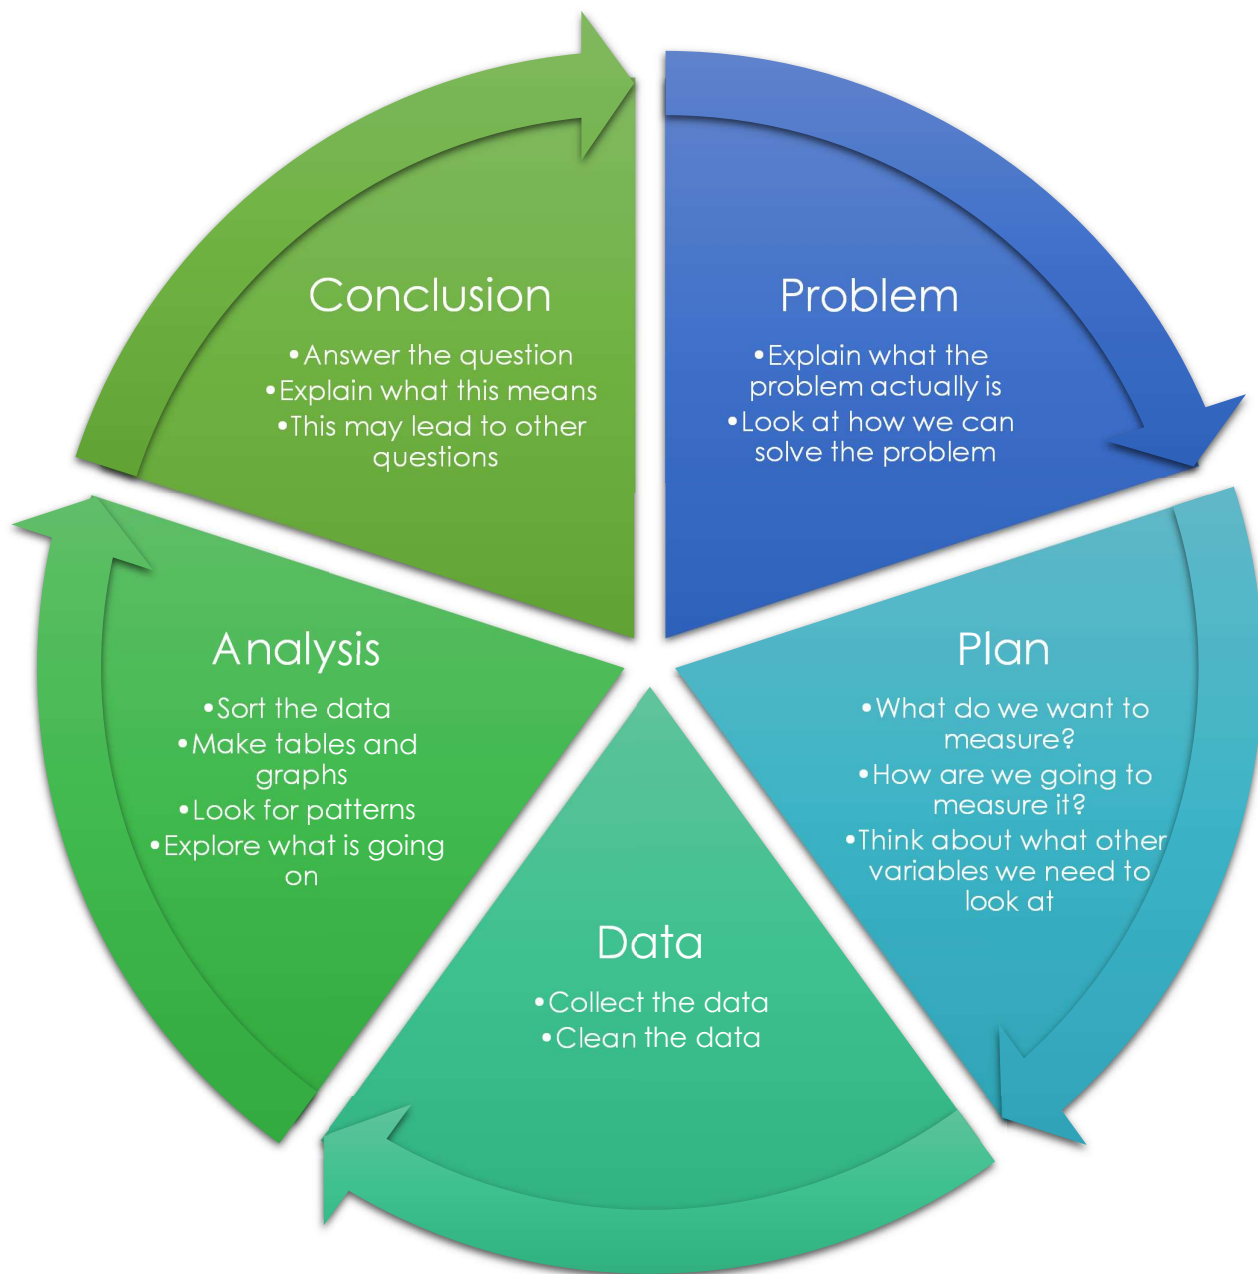 Problem
•Explain what the
problem actually is
•Look at how we can
solve the problem
Plan
•What do we want to
measure?
•How are we going to
measure it?
•Think about what other
variables we need to
look at
Data
•Collect the data
•Clean the data
Analysis
•Sort the data
•Make tables and
graphs
•Look for patterns
•Explore what is going
on
Conclusion
•Answer the question
•Explain what this means
•This may lead to other
questions